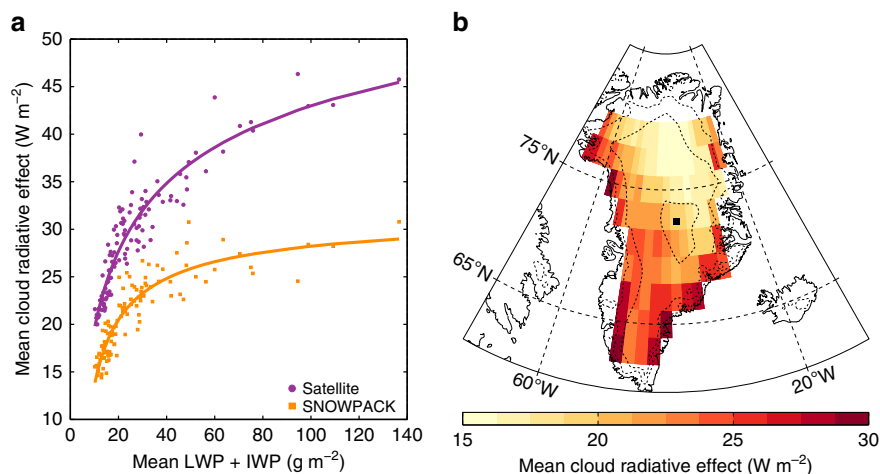 a
Mean cloud radiative effect (W m⁻²)
50
45
40
35
30
25
20
15
10
Satellite
SNOWPACK
0 20 40 60 80 100 120 140
Mean LWP + IWP (g m⁻²)
b
75°N
65°N
60°W
20°W
15 20 25 30
Mean cloud radiative effect (W m⁻²)